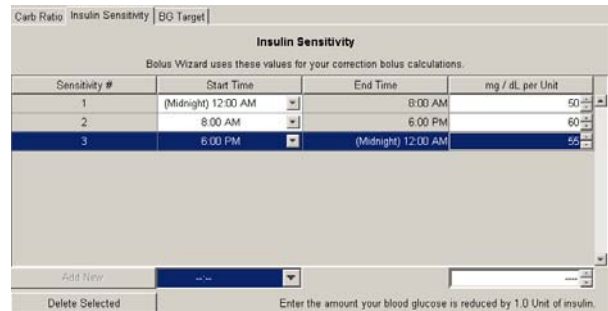 Carb Ratio Insulin Sensitivity BG Target
Insulin Sensitivity
Bolus Wizard uses these values for your correction bolus calculations.
Sensitivity # Start Time End Time mg / dL per Unit
1 (Midnight) 12:00 AM 8:00 AM 50
2 8:00 AM 6:00 PM 60
3 6:00 PM (Midnight) 12:00 AM 55
Add New --:-- ----
Delete Selected Enter the amount your blood glucose is reduced by 1.0 Unit of insulin.